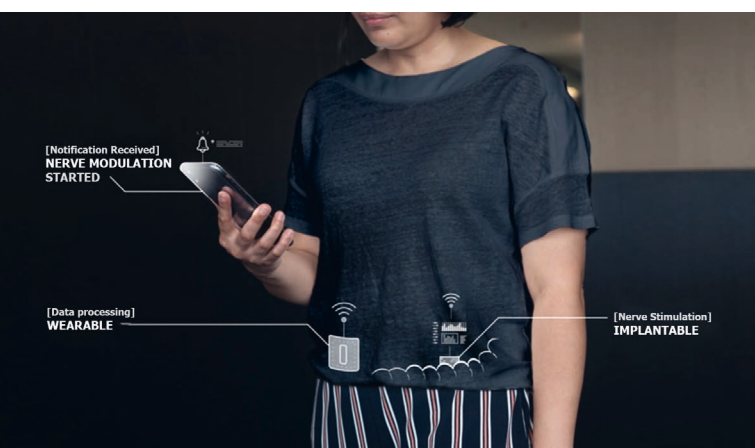 [Notification Received]
NERVE MODULATION
STARTED
[Data processing]
WEARABLE
[Nerve Stimulation]
IMPLANTABLE